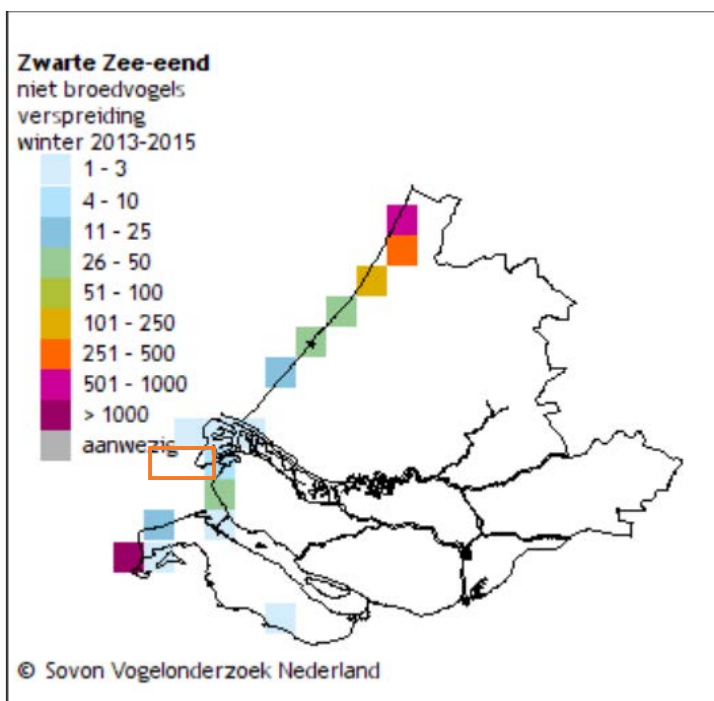 Zwarte Zee-eend
niet broedvogels
verspreiding
winter 2013-2015
1 - 3
4 - 10
11 - 25
26 - 50
51 - 100
101 - 250
251 - 500
501 - 1000
> 1000
aanwezig
© Sovon Vogelonderzoek Nederland